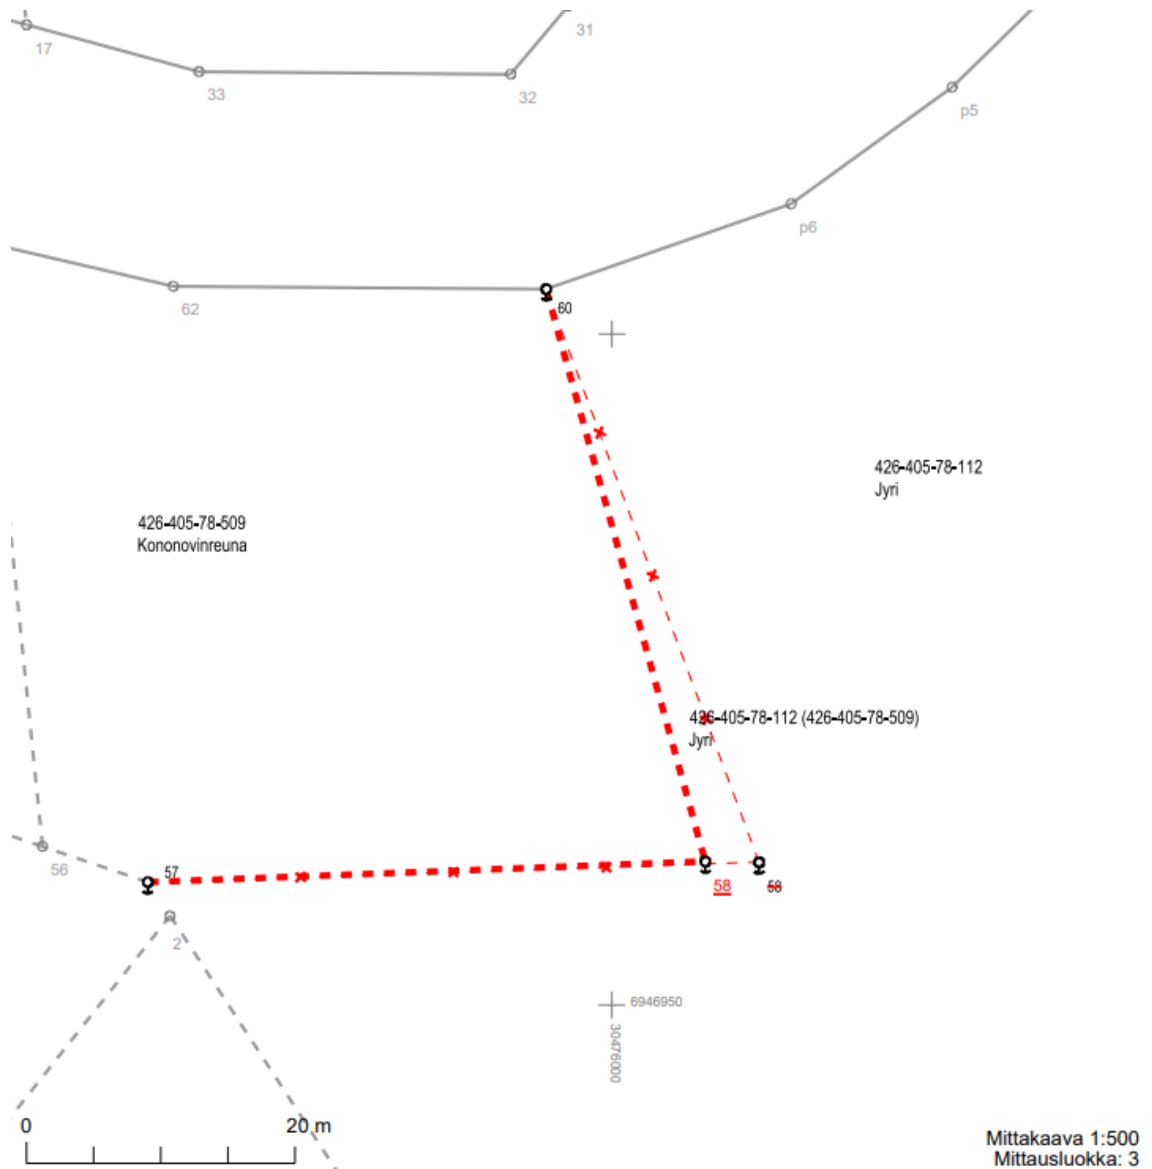 31
17
33
32
p5
p6
62
60
426-405-78-112
Jyri
426-405-78-509
Kononovinreuna
426-405-78-112 (426-405-78-509)
Jyri
56
57
58
58
2
6946950
30476000
0
20 m
Mittakaava 1:500
Mittausluokka: 3